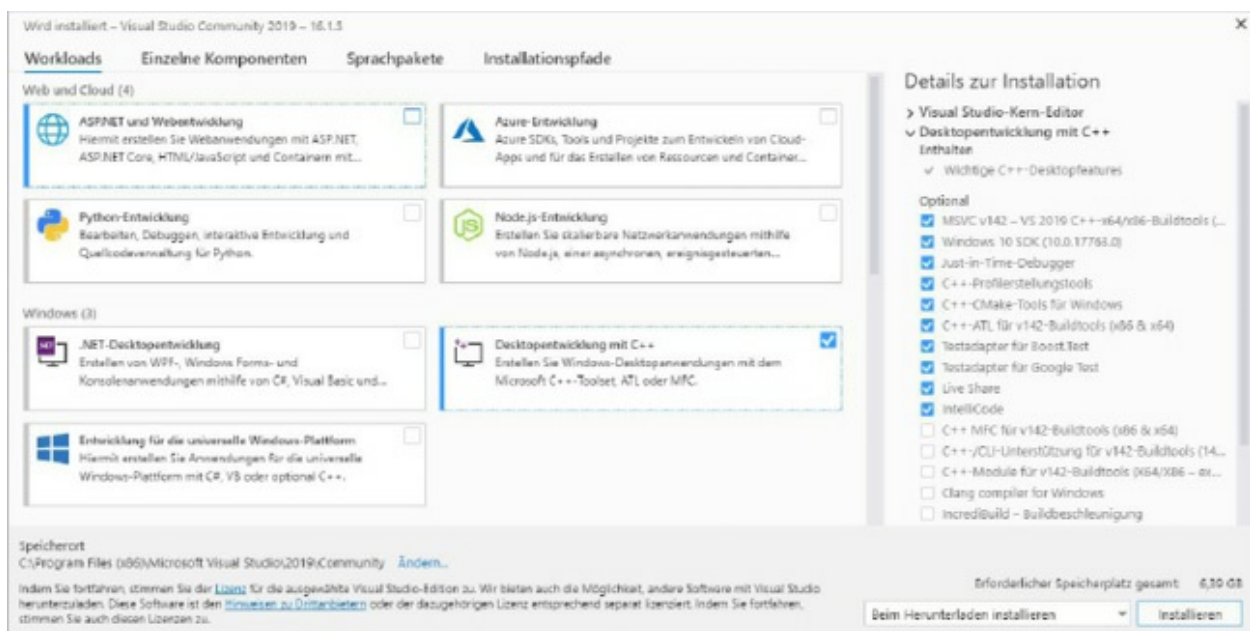 Wird installiert – Visual Studio Community 2019 – 16.1.5
Workloads
Einzelne Komponenten
Sprachpakete
Installationspfade
Web und Cloud (4)
ASP.NET und Webentwicklung
Hiermit erstellen Sie Webanwendungen mit ASP.NET,
ASP.NET Core, HTML/JavaScript und Containern mit...
Azure-Entwicklung
Azure SDKs, Tools und Projekte zum Entwickeln von Cloud-
Apps und für das Erstellen von Ressourcen und Container...
Python-Entwicklung
Bearbeiten, Debuggen, interaktive Entwicklung und
Quellcodeverwaltung für Python.
Node.js-Entwicklung
Erstellen Sie skalierbare Netzwerkanwendungen mithilfe
von Node.js, einer asynchronen, ereignisgesteuerten...
Windows (3)
.NET-Desktopentwicklung
Erstellen von WPF-, Windows Forms- und
Konsolenanwendungen mithilfe von C#, Visual Basic und...
Desktopentwicklung mit C++
Erstellen Sie Windows-Desktopanwendungen mit dem
Microsoft C++-Toolset, ATL oder MFC.
Entwicklung für die universelle Windows-Plattform
Hiermit erstellen Sie Anwendungen für die universelle
Windows-Plattform mit C#, VB oder optional C++.
Details zur Installation
Visual Studio-Kern-Editor
Desktopentwicklung mit C++
Enthalten
Wichtige C++-Desktopfeatures
Optional
MSVC v142 – VS 2019 C++-x64/x86-Buildtools (...
Windows 10 SDK (10.0.17763.0)
Just-in-Time-Debugger
C++-Profilerstellungstools
C++-CMake-Tools für Windows
C++-ATL für v142-Buildtools (x86 & x64)
Testadapter für Boost.Test
Testadapter für Google Test
Live Share
IntelliCode
C++ MFC für v142-Buildtools (x86 & x64)
C++-/CLI-Unterstützung für v142-Buildtools (14...
C++-Module für v142-Buildtools (x64/x86 – ex...
Clang compiler for Windows
IncrediBuild – Buildbeschleunigung
Speicherort
C:\Program Files (x86)\Microsoft Visual Studio\2019\Community Ändern...
Indem Sie fortfahren, stimmen Sie der Lizenz für die ausgewählte Visual Studio-Edition zu. Wir bieten auch die Möglichkeit, andere Software mit Visual Studio
herunterzuladen. Diese Software ist den Hinweisen zu Drittanbietern oder der dazugehörigen Lizenz entsprechend separat lizenziert. Indem Sie fortfahren,
stimmen Sie auch diesen Lizenzen zu.
Erforderlicher Speicherplatz gesamt 6,39 GB
Beim Herunterladen installieren
Installieren